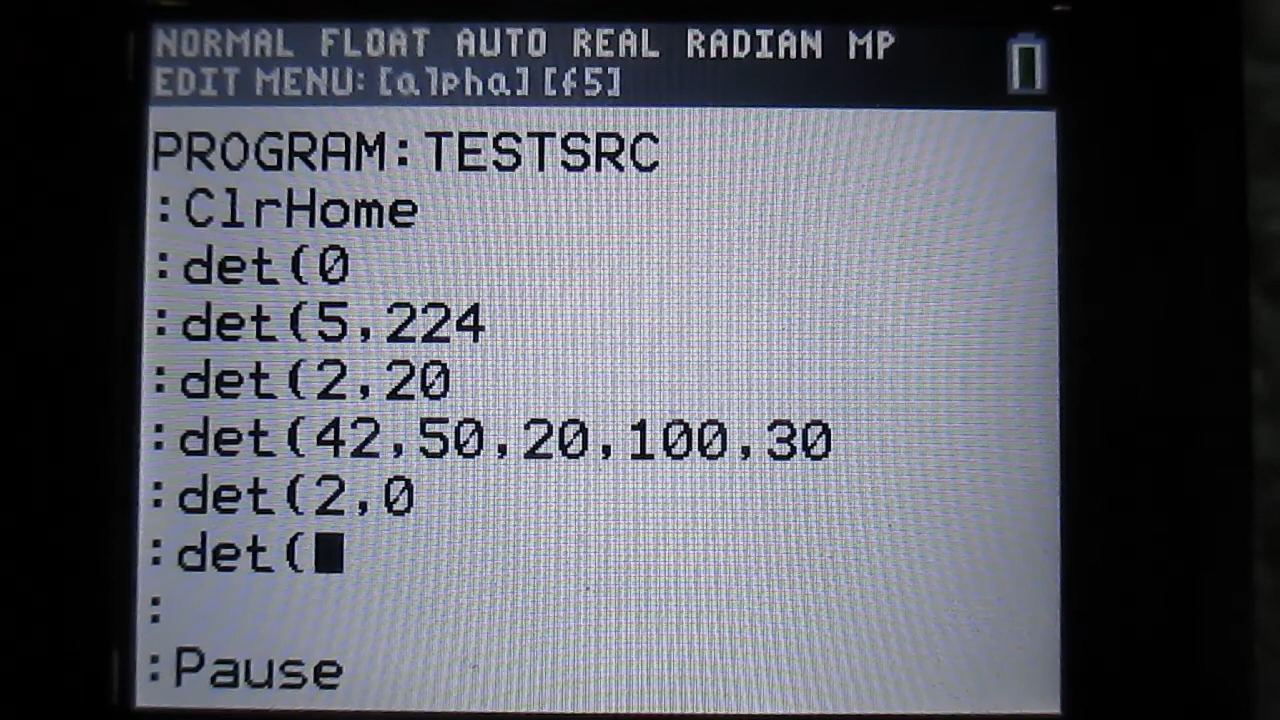 NORMAL FLOAT AUTO REAL RADIAN MP
EDIT MENU: [alpha] [f5]
PROGRAM:TESTSRC
:ClrHome
:det(0
:det(5,224
:det(2,20
:det(42,50,20,100,30
:det(2,0
:det(
:
:Pause